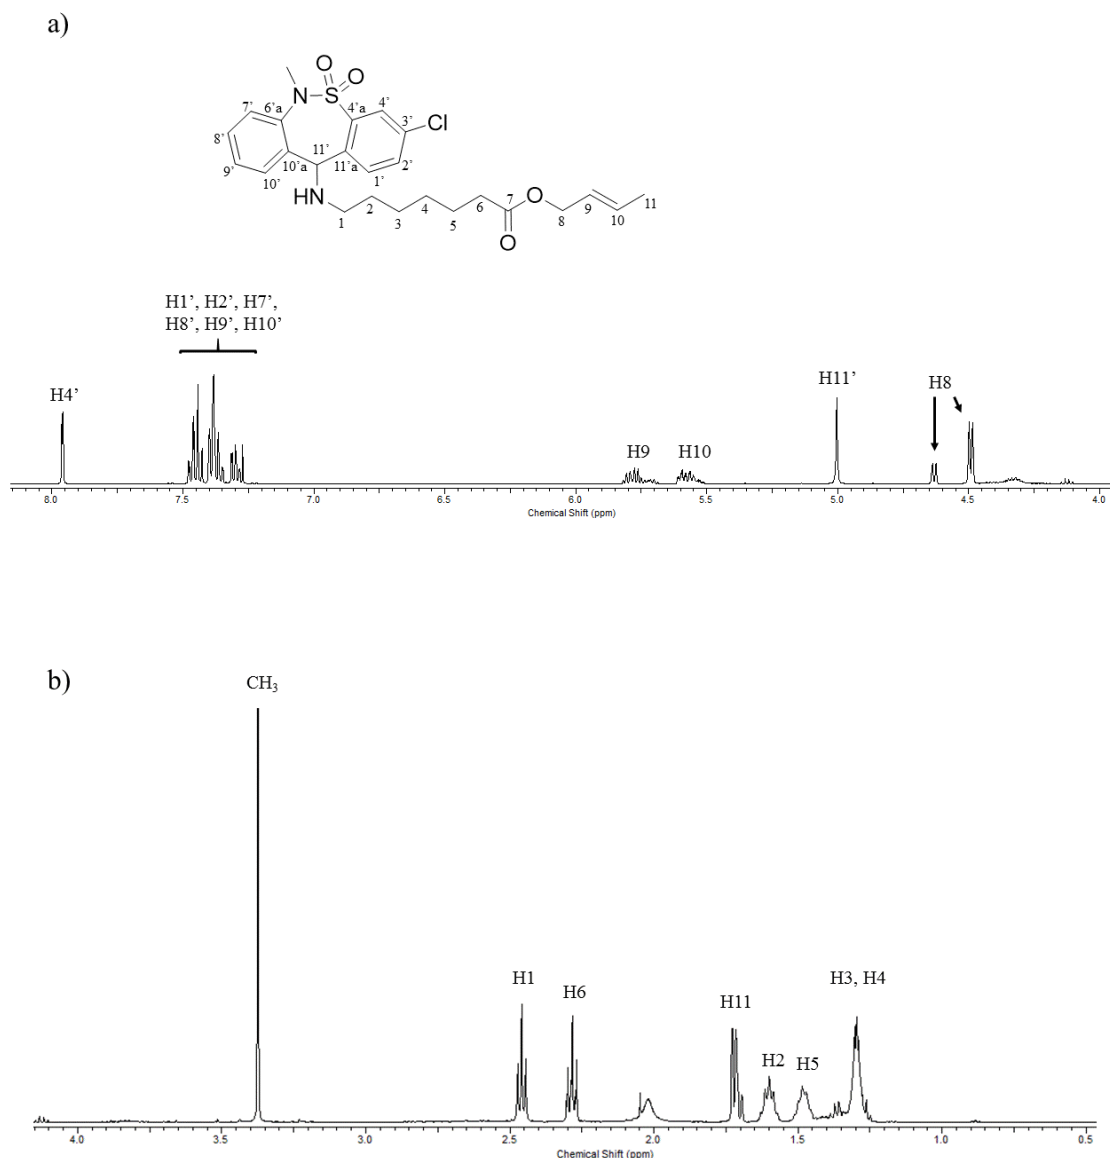 a)
O
O
N
S
Cl
HN
O
O
7'
6'a
4'a
4'
3'
8'
11'
2'
9'
10'a
11'a
10'
1'
1
2
3
4
5
6
7
8
9
10
11
H1', H2', H7',
H8', H9', H10'
H4'
H11'
H8
H9
H10
8.0 7.5 7.0 6.5 6.0 5.5 5.0 4.5 4.0
Chemical Shift (ppm)
b)
CH3
H1
H6
H11
H2
H5
H3, H4
4.0 3.5 3.0 2.5 2.0 1.5 1.0 0.5
Chemical Shift (ppm)